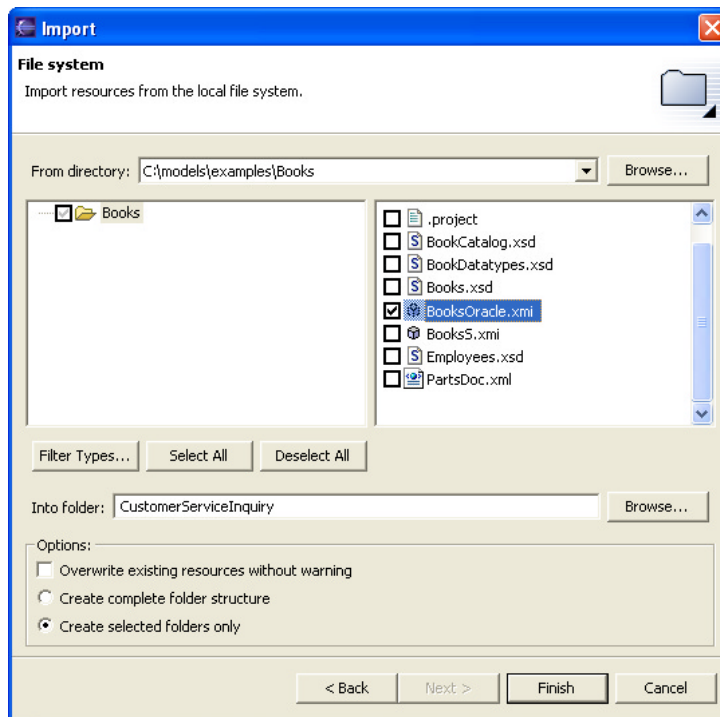 Import
File system
Import resources from the local file system.
From directory: C:\models\examples\Books Browse...
Books
.project
BookCatalog.xsd
BookDatatypes.xsd
Books.xsd
BooksOracle.xmi
BooksS.xmi
Employees.xsd
PartsDoc.xml
Filter Types... Select All Deselect All
Into folder: CustomerServiceInquiry Browse...
Options:
Overwrite existing resources without warning
Create complete folder structure
Create selected folders only
< Back Next > Finish Cancel